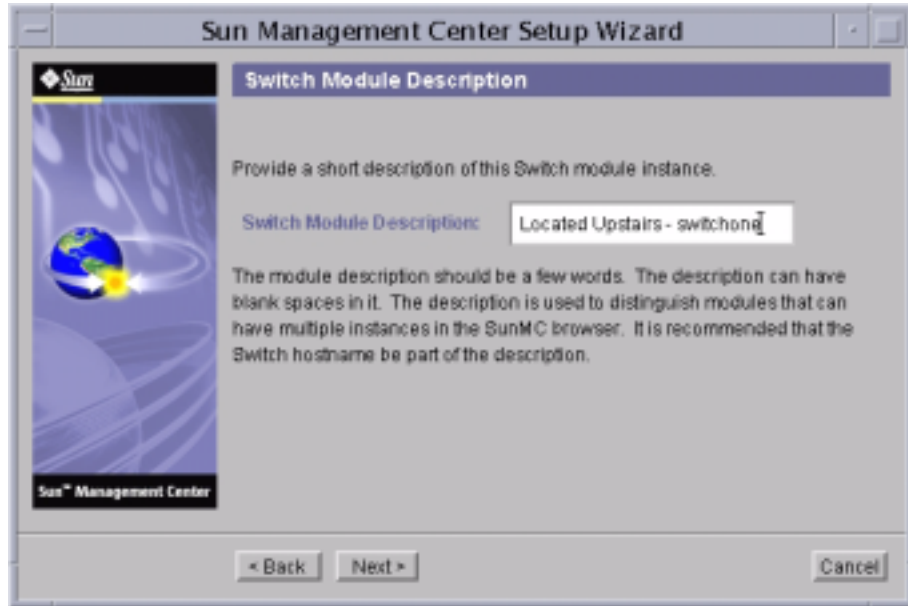 Sun Management Center Setup Wizard
Sun
Switch Module Description
Provide a short description of this Switch module instance.
Switch Module Description: Located Upstairs - switchone
The module description should be a few words. The description can have
blank spaces in it. The description is used to distinguish modules that can
have multiple instances in the SunMC browser. It is recommended that the
Switch hostname be part of the description.
Sun™ Management Center
< Back Next > Cancel